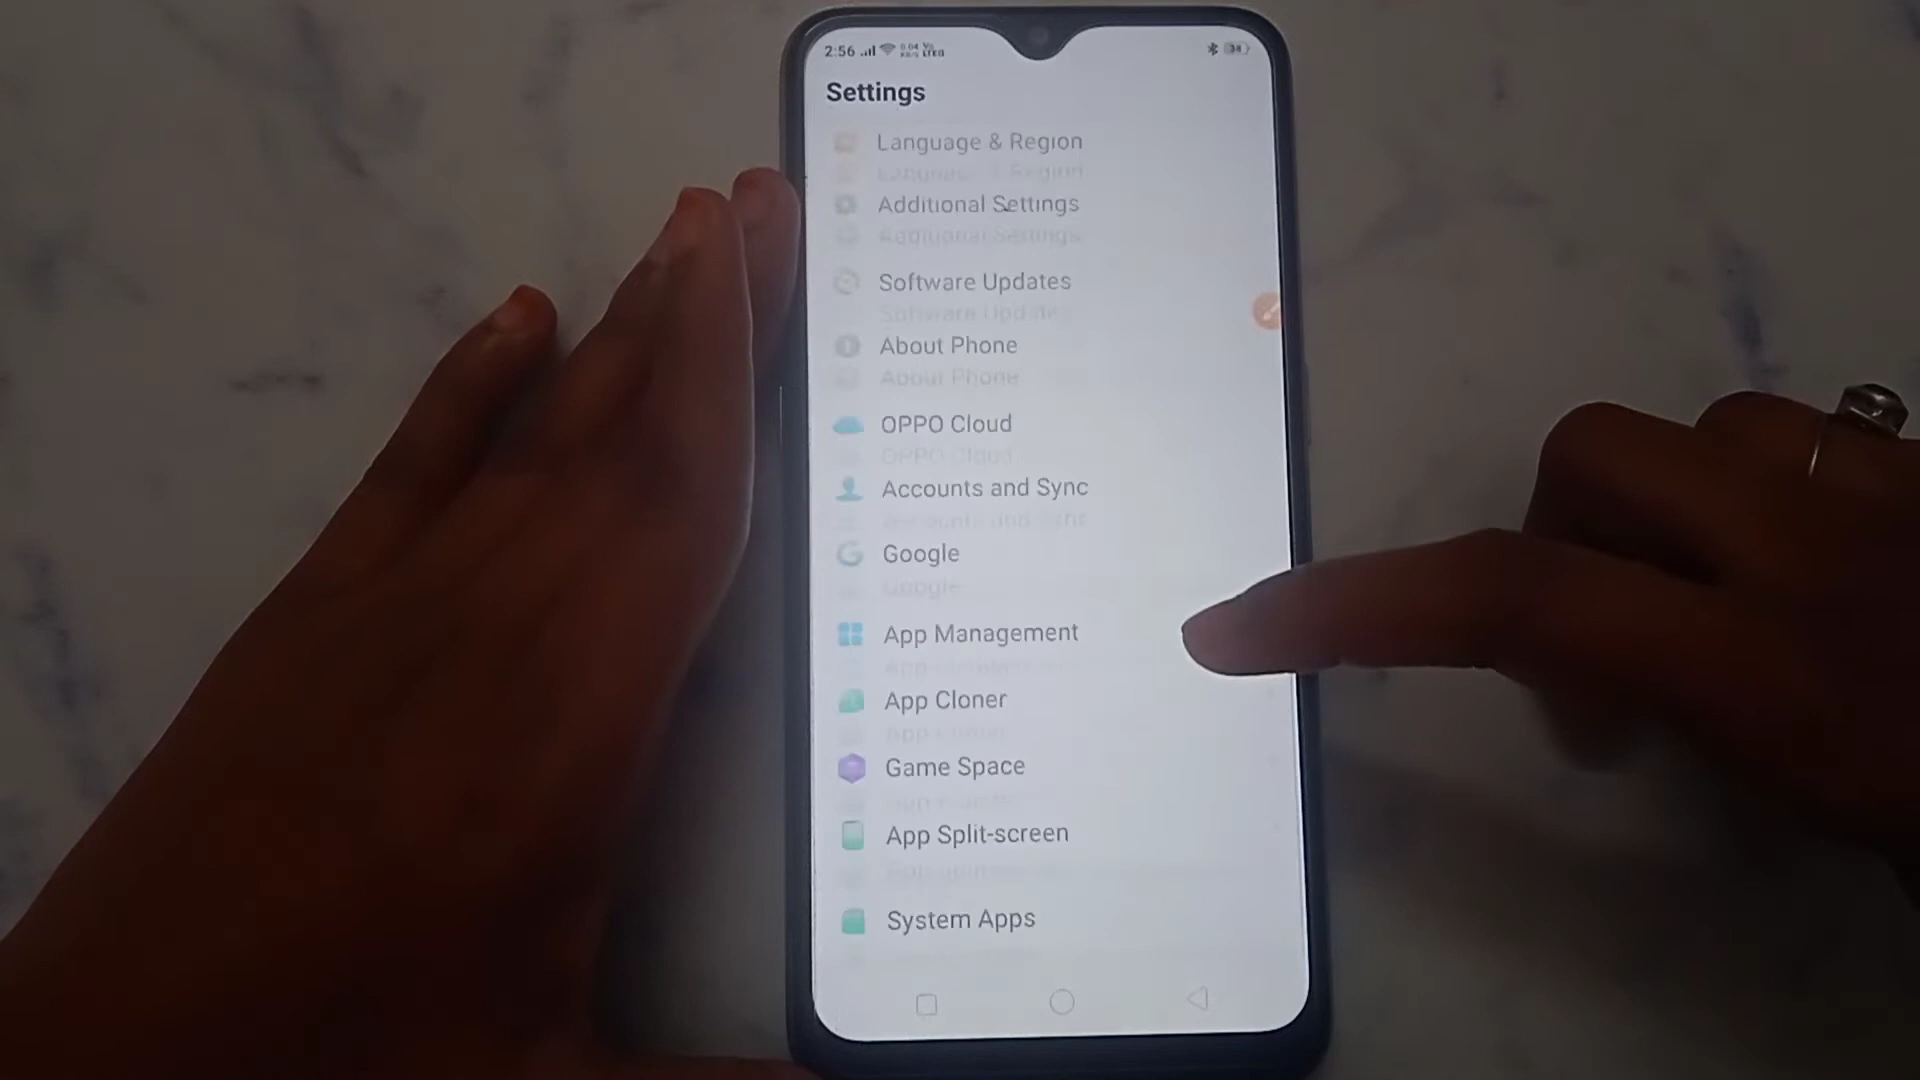 2:56
34
Settings
Language & Region
Additional Settings
Software Updates
About Phone
OPPO Cloud
Accounts and Sync
Google
App Management
App Cloner
Game Space
App Split-screen
System Apps